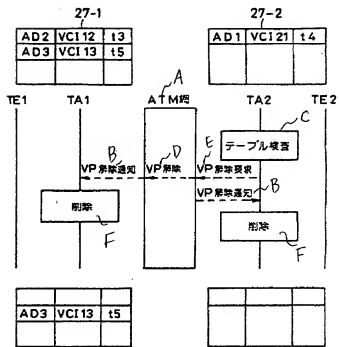 27-1 27-2
AD2 VCI12 t3 AD1 VCI21 t4
AD3 VCI13 t5
A
TE1 TA1 ATM網 TA2 TE2
C
テーブル検査
B D E
VP解除通知 VP解除 VP解除要求
VP解除通知 B
削除 削除
F F
AD3 VCI13 t5